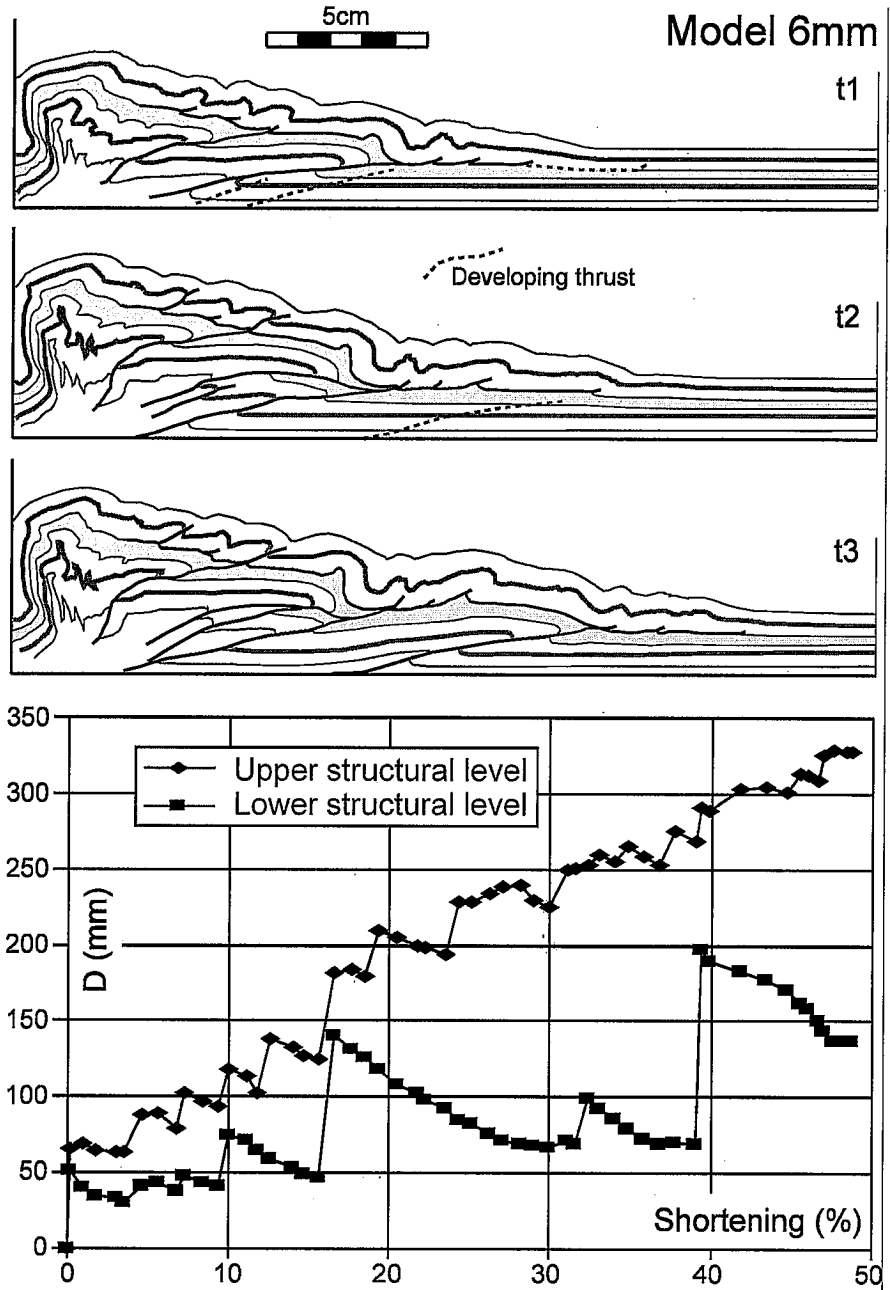 5cm
Model 6mm
t1
Developing thrust
t2
t3
350
300
250
200
150
100
50
0
D (mm)
Upper structural level
Lower structural level
Shortening (%)
0
10
20
30
40
50